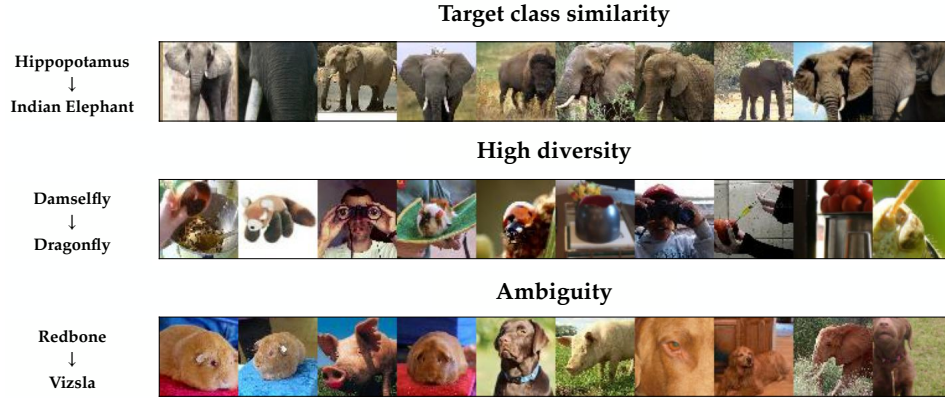 Target class similarity
Hippopotamus
↓
Indian Elephant
High diversity
Damselfly
↓
Dragonfly
Ambiguity
Redbone
↓
Vizsla